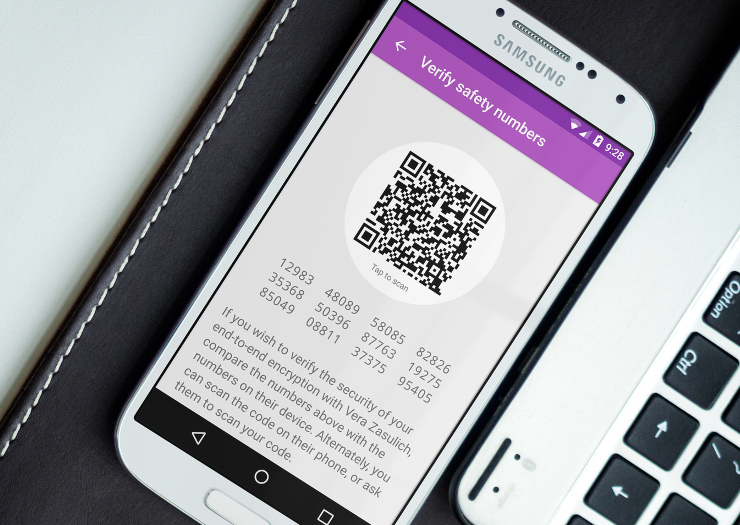 SAMSUNG
9:28
Verify safety numbers
Tap to scan
12983 48089 58085 82826
35368 50396 87763 19275
85049 08811 37375 95405
If you wish to verify the security of your
end-to-end encryption with Vera Zasulich,
compare the numbers above with the
numbers on their device. Alternately, you
can scan the code on their phone, or ask
them to scan your code.
Option
Ctrl